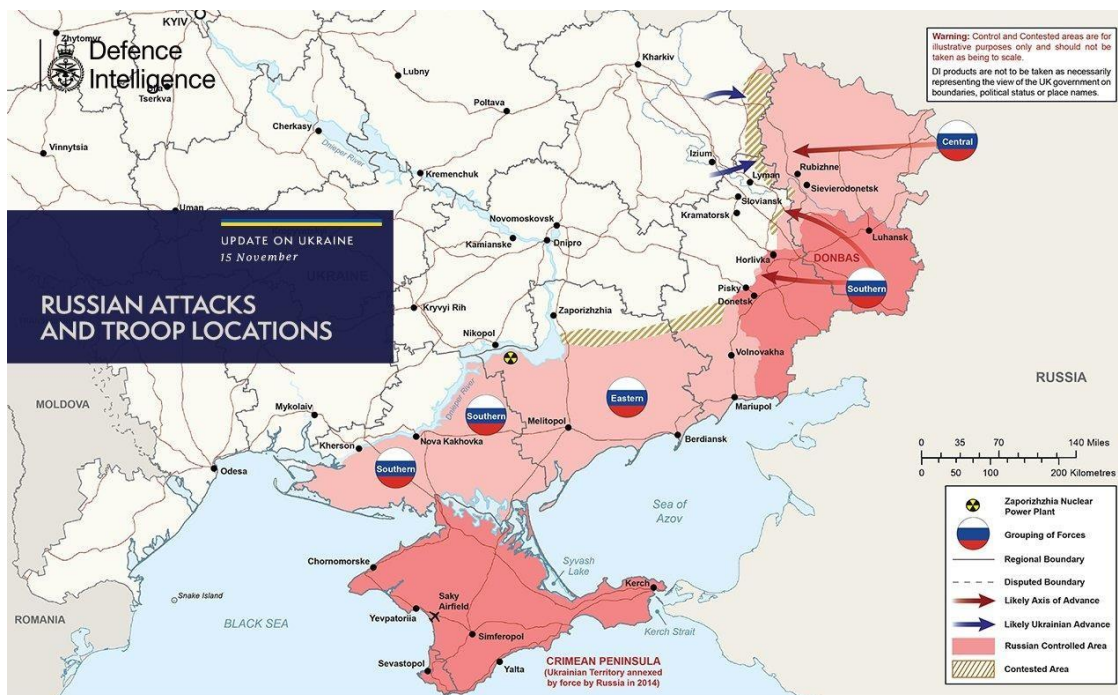 KYIV
Zhytomyr
Defence
Intelligence
Tserkva
Lubny
Kharkiv
Poltava
Cherkasy
Vinnytsia
Dnieper River
Kremenchuk
Izium
Lyman
Rubizhne
Sievierodonetsk
Sloviansk
Kramatorsk
Central
Uman
Novomoskovsk
Kamianske
Dnipro
Luhansk
Horlivka
DONBAS
Southern
Pisky
Donetsk
UPDATE ON UKRAINE
15 November
UKRAINE
RUSSIAN ATTACKS
AND TROOP LOCATIONS
Kryvyi Rih
Zaporizhzhia
Nikopol
Volnovakha
RUSSIA
MOLDOVA
Dnieper River
Mykolaiv
Southern
Eastern
Mariupol
Melitopol
Kherson
Nova Kakhovka
Berdiansk
Southern
Odesa
Sea of
Azov
Chornomorske
Syvash
Lake
Kerch
Snake Island
Saky
Airfield
Yevpatoriia
ROMANIA
BLACK SEA
Simferopol
Kerch Strait
Sevastopol
Yalta
CRIMEAN PENINSULA
(Ukrainian Territory annexed
by force by Russia in 2014)
Warning: Control and Contested areas are for
illustrative purposes only and should not be
taken as being to scale.
DI products are not to be taken as necessarily
representing the view of the UK government on
boundaries, political status or place names.
0 35 70 140 Miles
0 50 100 200 Kilometres
Zaporizhzhia Nuclear
Power Plant
Grouping of Forces
Regional Boundary
Disputed Boundary
Likely Axis of Advance
Likely Ukrainian Advance
Russian Controlled Area
Contested Area